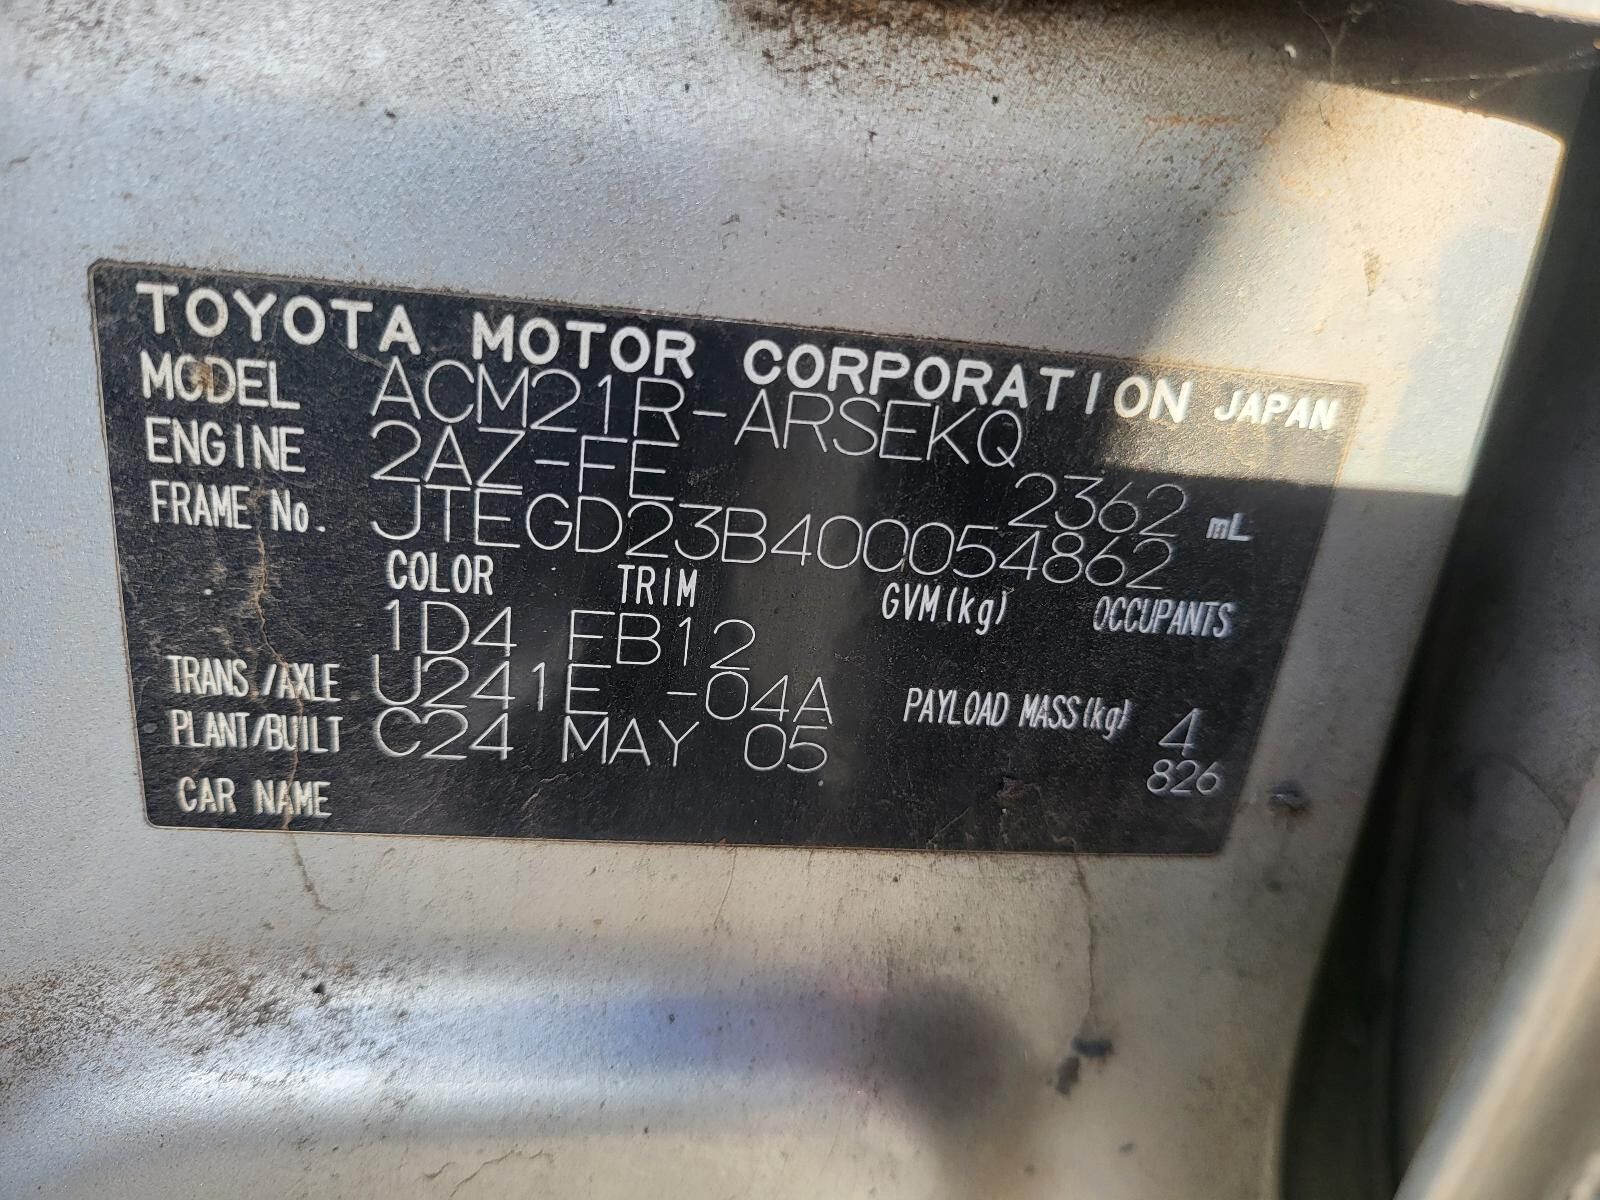 TOYOTA MOTOR CORPORATION JAPAN
MODEL ACM21R-ARSEKQ
ENGINE 2AZ-FE 2362 mL
FRAME No. JTEGD23B400054862
COLOR TRIM GVM(kg) OCCUPANTS
1D4 FB12
TRANS./AXLE U241E -04A PAYLOAD MASS(kg) 4
PLANT/BUILT C24 MAY 05 826
CAR NAME